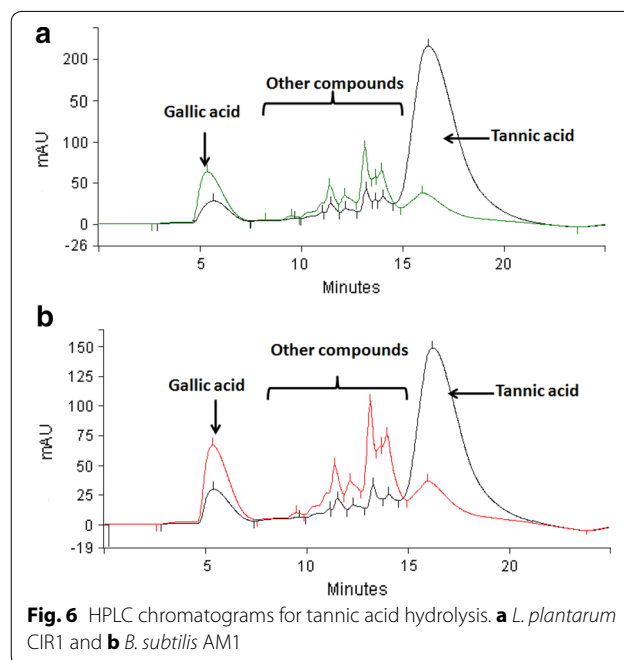 a
200
50
100
50
0
-26
mAU
Gallic acid
Other compounds
Tannic acid
5
10
15
20
Minutes
b
150
125
100
75
50
25
0
-19
mAU
Gallic acid
Other compounds
Tannic acid
5
10
15
20
Minutes
Fig. 6 HPLC chromatograms for tannic acid hydrolysis. a L. plantarum
CIR1 and b B. subtilis AM1